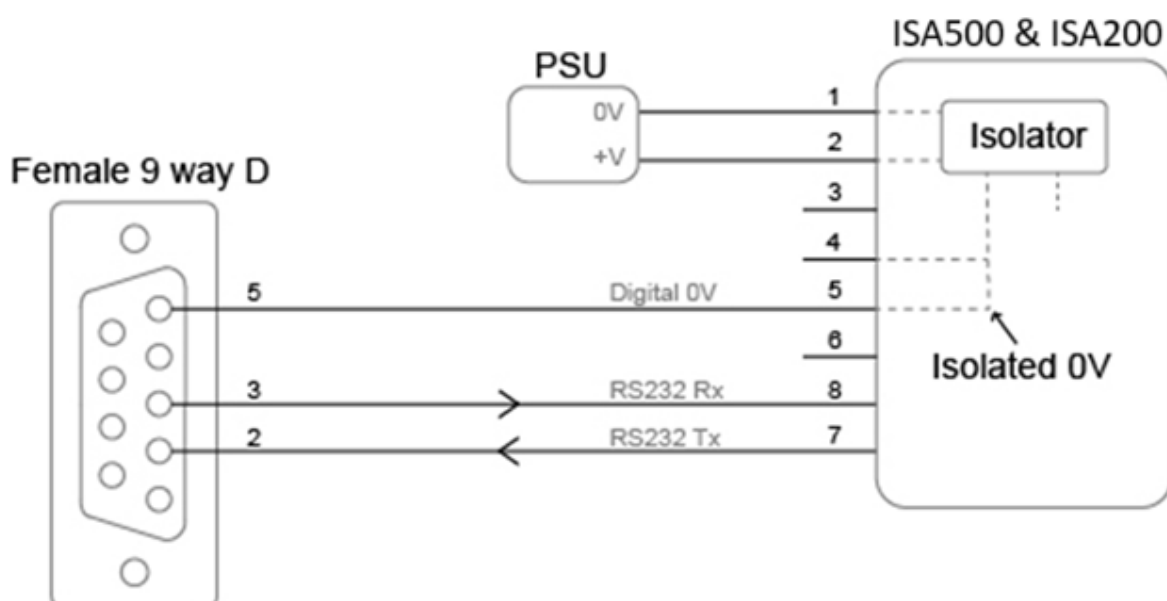 ISA500 & ISA200
PSU
0V
1
Isolator
+V
2
Female 9 way D
3
4
5
Digital 0V
5
6
Isolated 0V
3
RS232 Rx
8
2
RS232 Tx
7